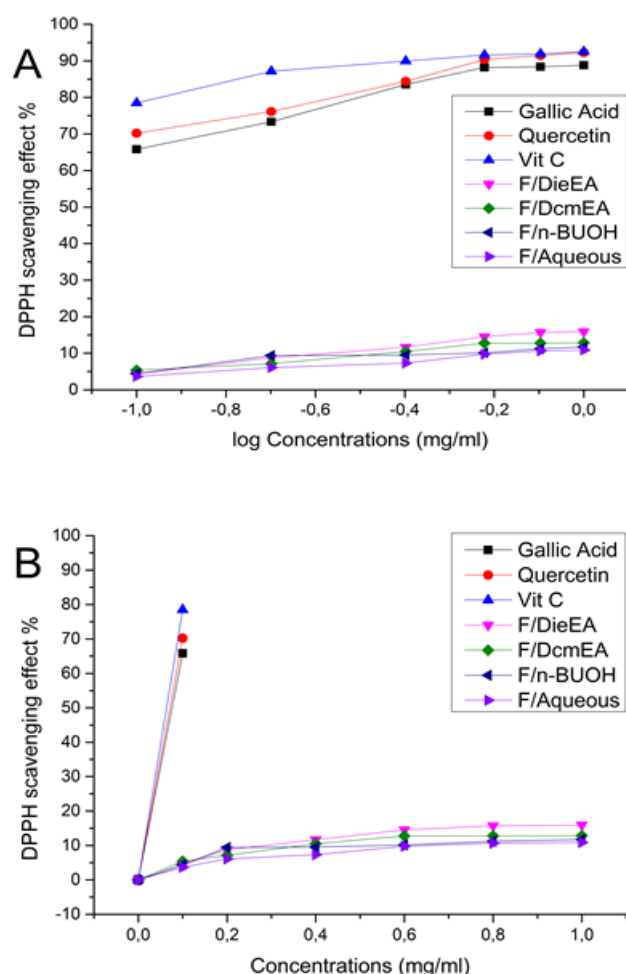 A
DPPH scavenging effect %
100
90
80
70
60
50
40
30
20
10
0
Gallic Acid
Quercetin
Vit C
F/DieEA
F/DcmEA
F/n-BUOH
F/Aqueous
-1,0 -0,8 -0,6 -0,4 -0,2 0,0
log Concentrations (mg/ml)
B
DPPH scavenging effect %
100
90
80
70
60
50
40
30
20
10
0
-10
Gallic Acid
Quercetin
Vit C
F/DieEA
F/DcmEA
F/n-BUOH
F/Aqueous
0,0 0,2 0,4 0,6 0,8 1,0
Concentrations (mg/ml)